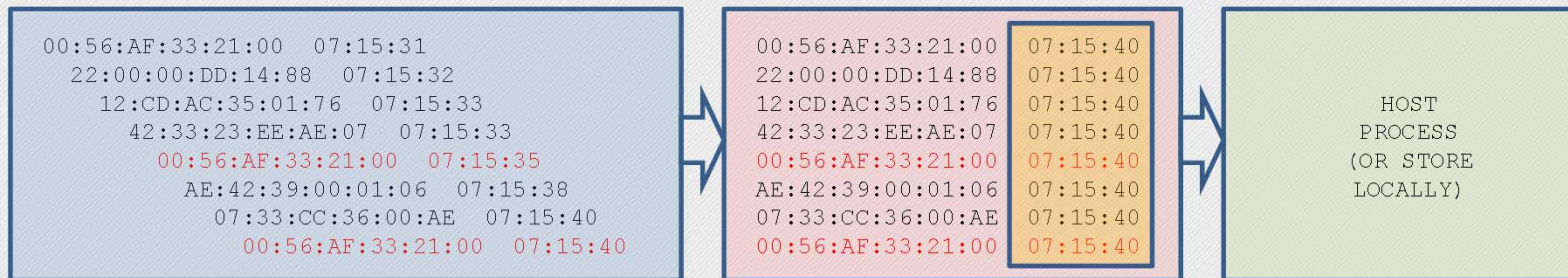 00:56:AF:33:21:00 07:15:31
22:00:00:DD:14:88 07:15:32
12:CD:AC:35:01:76 07:15:33
42:33:23:EE:AE:07 07:15:33
00:56:AF:33:21:00 07:15:35
AE:42:39:00:01:06 07:15:38
07:33:CC:36:00:AE 07:15:40
00:56:AF:33:21:00 07:15:40
00:56:AF:33:21:00 07:15:40
22:00:00:DD:14:88 07:15:40
12:CD:AC:35:01:76 07:15:40
42:33:23:EE:AE:07 07:15:40
00:56:AF:33:21:00 07:15:40
AE:42:39:00:01:06 07:15:40
07:33:CC:36:00:AE 07:15:40
00:56:AF:33:21:00 07:15:40
HOST
PROCESS
(OR STORE
LOCALLY)